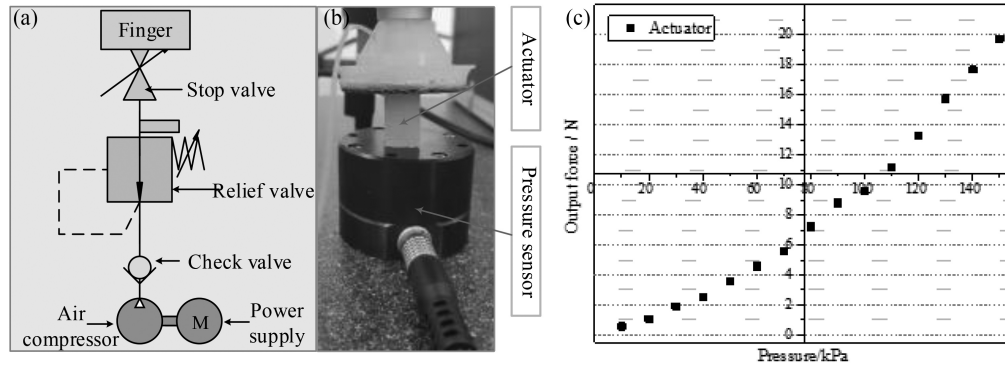 (a)
Finger
Stop valve
Relief valve
Check valve
Air
compressor
M
Power
supply
(b)
Actuator
Pressure sensor
(c)
Actuator
Output force / N
20
18
16
14
12
10
8
6
4
2
0
0
20
40
60
80
100
120
140
Pressure/kPa